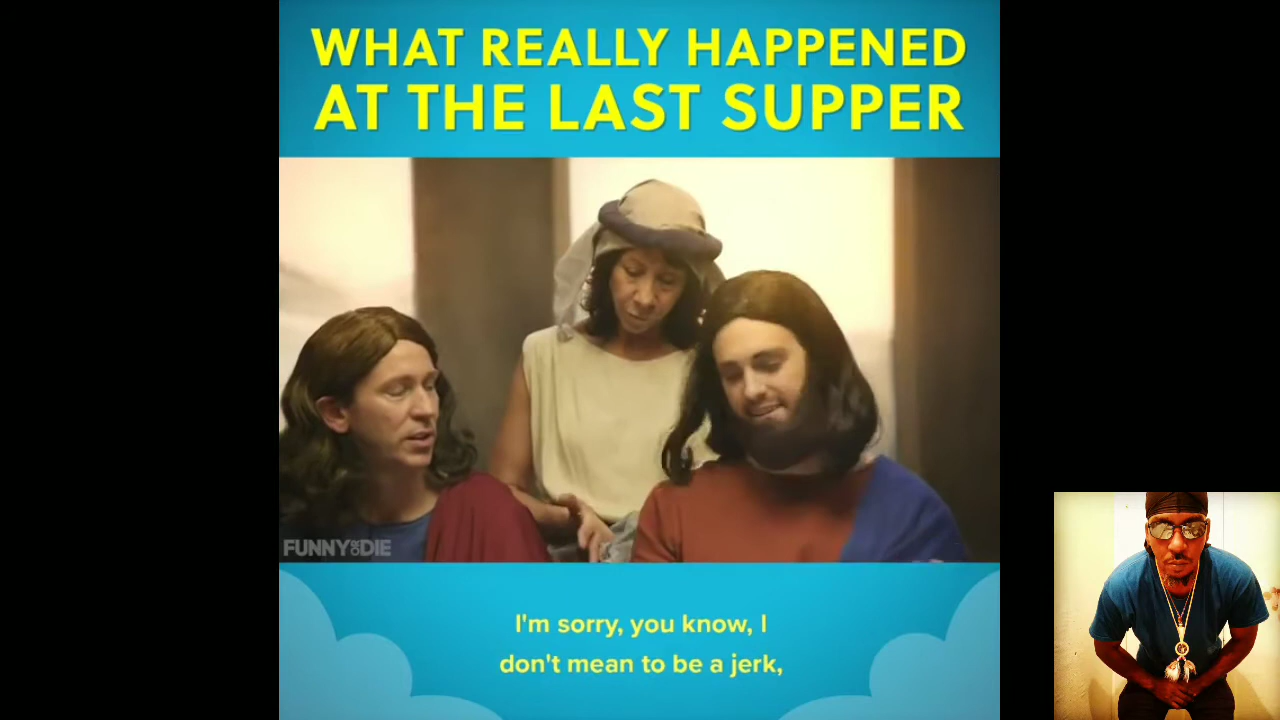 WHAT REALLY HAPPENED
AT THE LAST SUPPER
FUNNY OR DIE
I'm sorry, you know, I
don't mean to be a jerk,